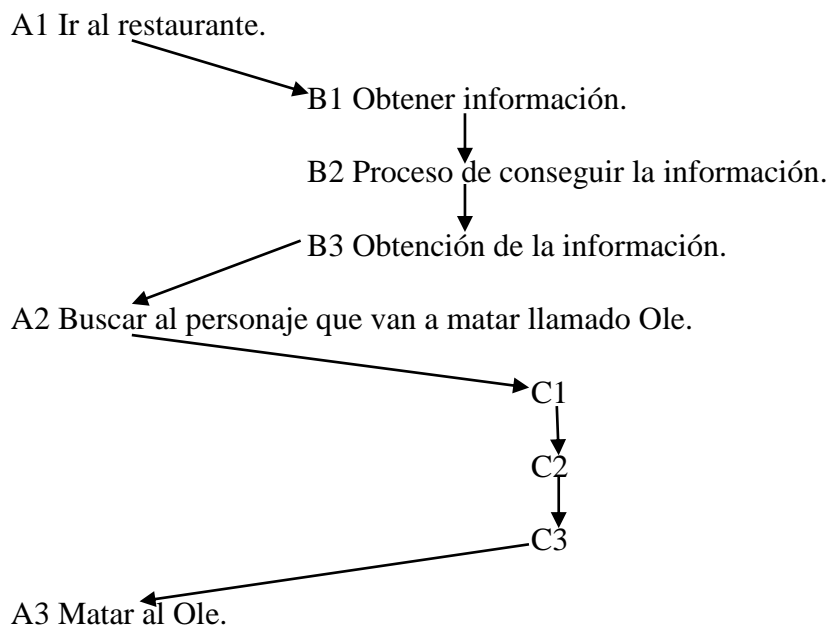 A1 Ir al restaurante.
B1 Obtener información.
B2 Proceso de conseguir la información.
B3 Obtención de la información.
A2 Buscar al personaje que van a matar llamado Ole.
C1
C2
C3
A3 Matar al Ole.